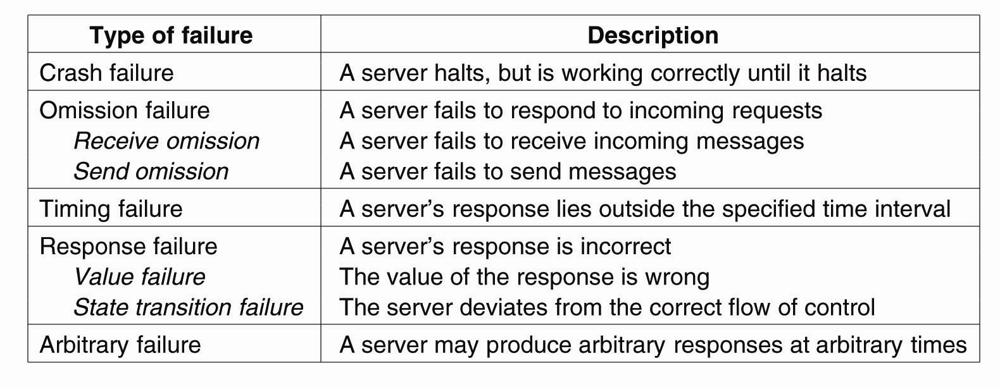 Type of failure Description
Crash failure A server halts, but is working correctly until it halts
Omission failure A server fails to respond to incoming requests
Receive omission A server fails to receive incoming messages
Send omission A server fails to send messages
Timing failure A server’s response lies outside the specified time interval
Response failure A server’s response is incorrect
Value failure The value of the response is wrong
State transition failure The server deviates from the correct flow of control
Arbitrary failure A server may produce arbitrary responses at arbitrary times